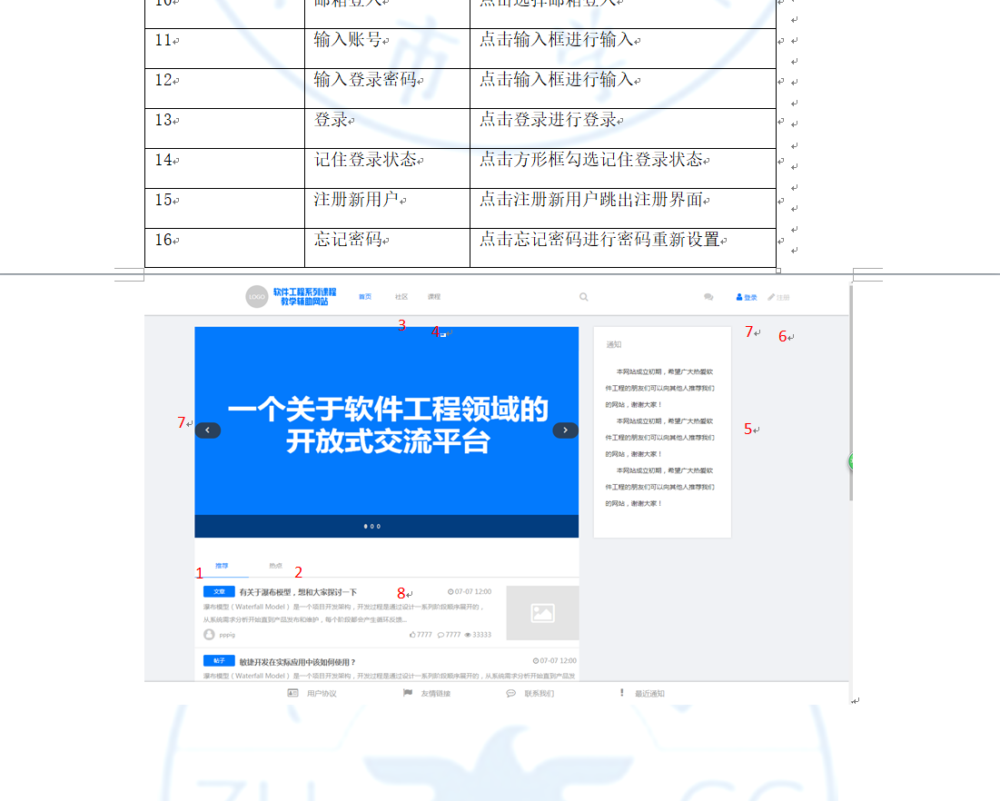 10 邮箱登入 点击选择邮箱登入
11 输入账号 点击输入框进行输入
12 输入登录密码 点击输入框进行输入
13 登录 点击登录进行登录
14 记住登录状态 点击方形框勾选记住登录状态
15 注册新用户 点击注册新用户跳出注册界面
16 忘记密码 点击忘记密码进行密码重新设置
LOGO 软件工程系列课程
教学辅助网站
首页 社区 课程 登录 注册
3 4 7 6
通知
本网站成立初期，希望广大热爱软
件工程的朋友们可以向其他人推荐我们
的网站，谢谢大家！
本网站成立初期，希望广大热爱软
件工程的朋友们可以向其他人推荐我们
的网站，谢谢大家！
本网站成立初期，希望广大热爱软
件工程的朋友们可以向其他人推荐我们
的网站，谢谢大家！
7 5
一个关于软件工程领域的
开放式交流平台
1 推荐 热点 2
文章 有关于瀑布模型，想和大家探讨一下 8 07-07 12:00
瀑布模型（Waterfall Model）是一个项目开发架构，开发过程是通过设计一系列阶段顺序展开的，
从系统需求分析开始直到产品发布和维护，每个阶段都会产生循环反馈...
pppig 7777 7777 33333
帖子 敏捷开发在实际应用中该如何使用？ 07-07 12:00
瀑布模型（Waterfall Model）是一个项目开发架构，开发过程是通过设计一系列阶段顺序展开的，从系统需求分析开始直到产品发
用户协议 友情链接 联系我们 最近通知
市 学
ZU CC